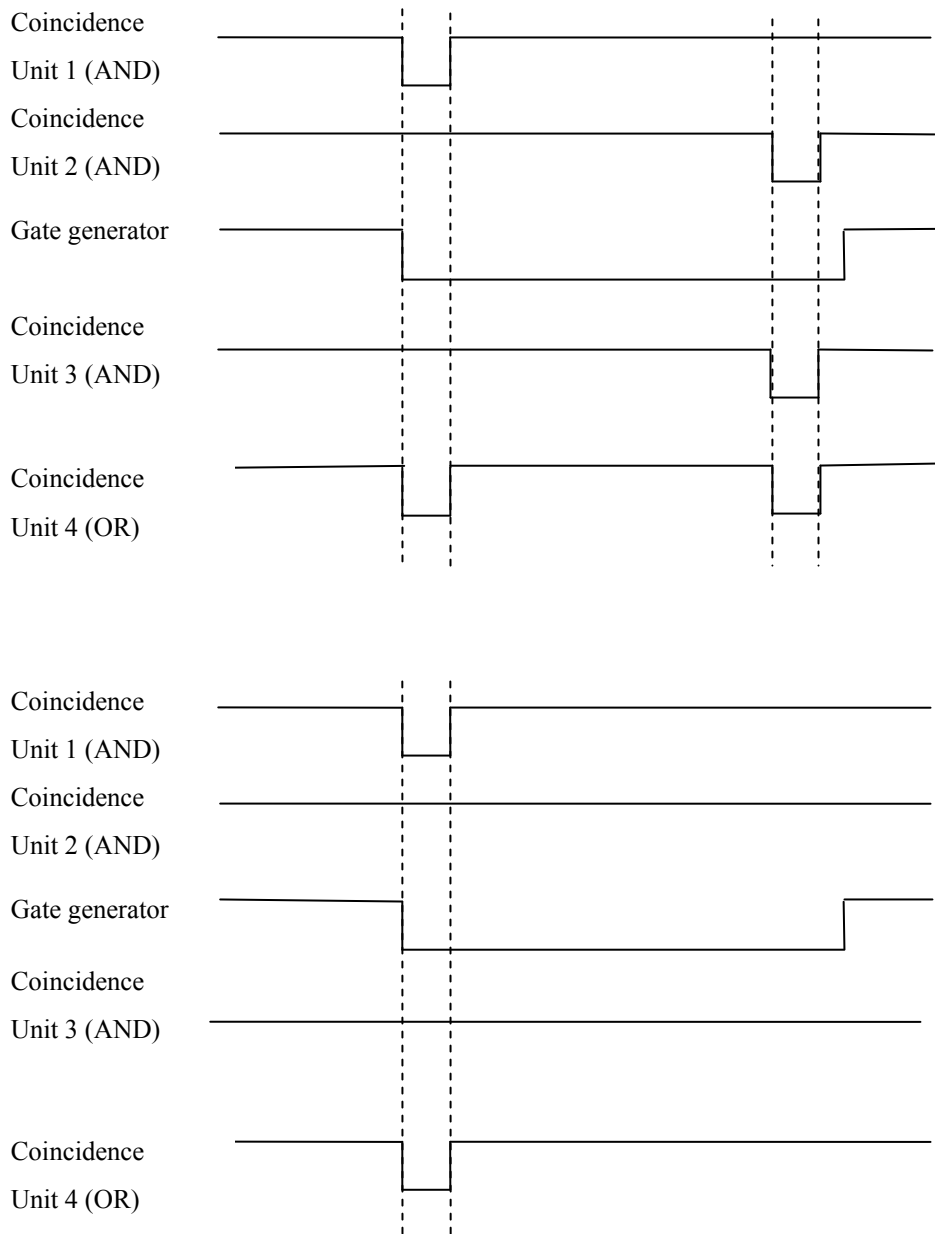 Coincidence
Unit 1 (AND)
Coincidence
Unit 2 (AND)
Gate generator
Coincidence
Unit 3 (AND)
Coincidence
Unit 4 (OR)
Coincidence
Unit 1 (AND)
Coincidence
Unit 2 (AND)
Gate generator
Coincidence
Unit 3 (AND)
Coincidence
Unit 4 (OR)